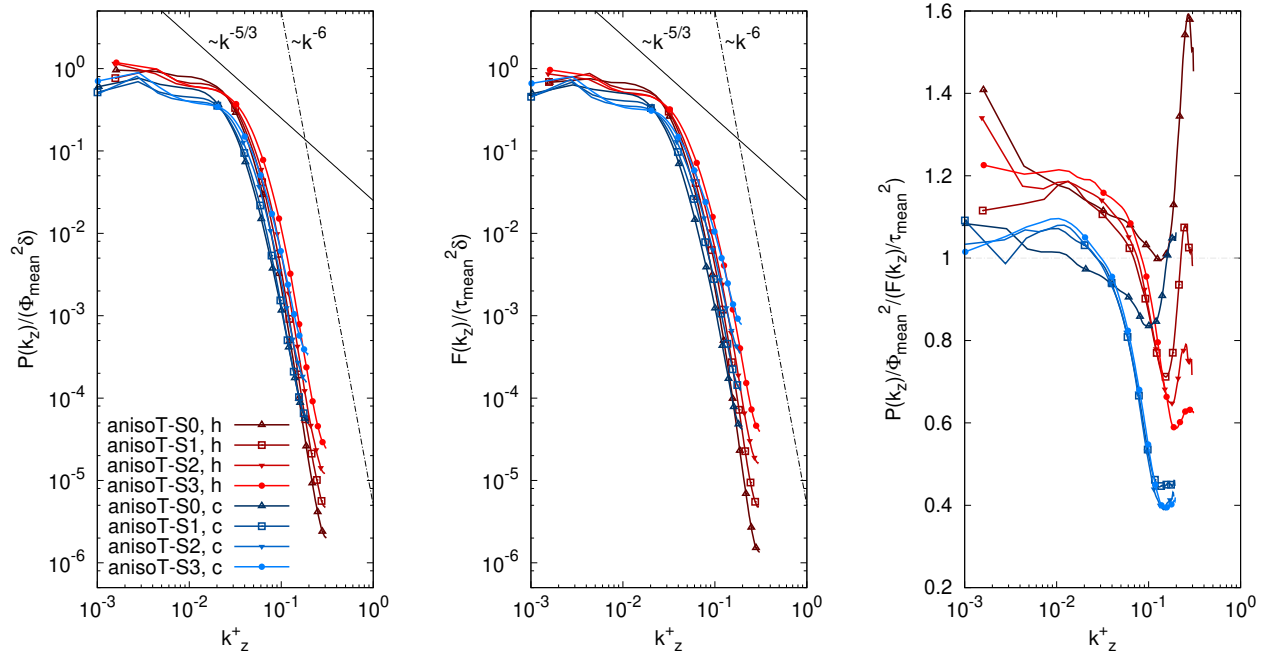 P(k_z)/(Φ_mean^2δ)
10^0
10^-1
10^-2
10^-3
10^-4
10^-5
10^-6
~k^-5/3
~k^-6
anisoT-S0, h
anisoT-S1, h
anisoT-S2, h
anisoT-S3, h
anisoT-S0, c
anisoT-S1, c
anisoT-S2, c
anisoT-S3, c
10^-3 10^-2 10^-1 10^0
k^+_z
F(k_z)/(τ_mean^2δ)
10^0
10^-1
10^-2
10^-3
10^-4
10^-5
10^-6
~k^-5/3
~k^-6
10^-3 10^-2 10^-1 10^0
k^+_z
P(k_z)/Φ_mean^2/(F(k_z)/τ_mean^2)
1.6
1.4
1.2
1
0.8
0.6
0.4
0.2
10^-3 10^-2 10^-1 10^0
k^+_z